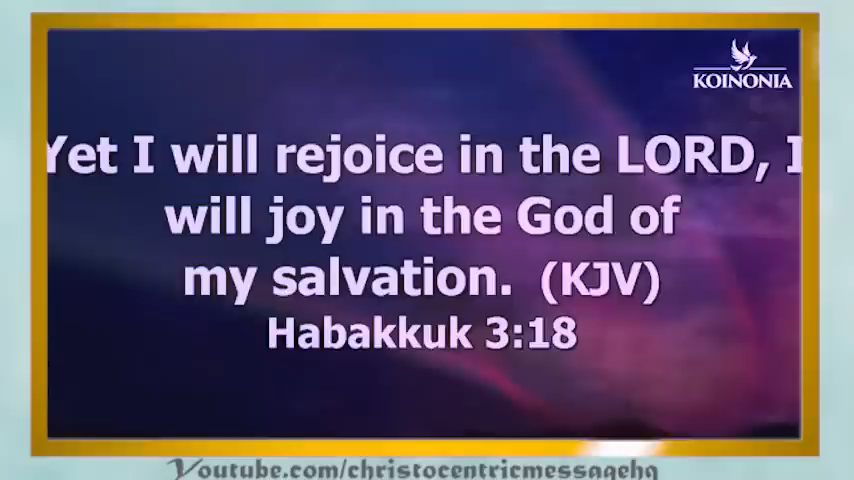 KOINONIA
Yet I will rejoice in the LORD, I
will joy in the God of
my salvation. (KJV)
Habakkuk 3:18
Youtube.com/christocentricmessagehq